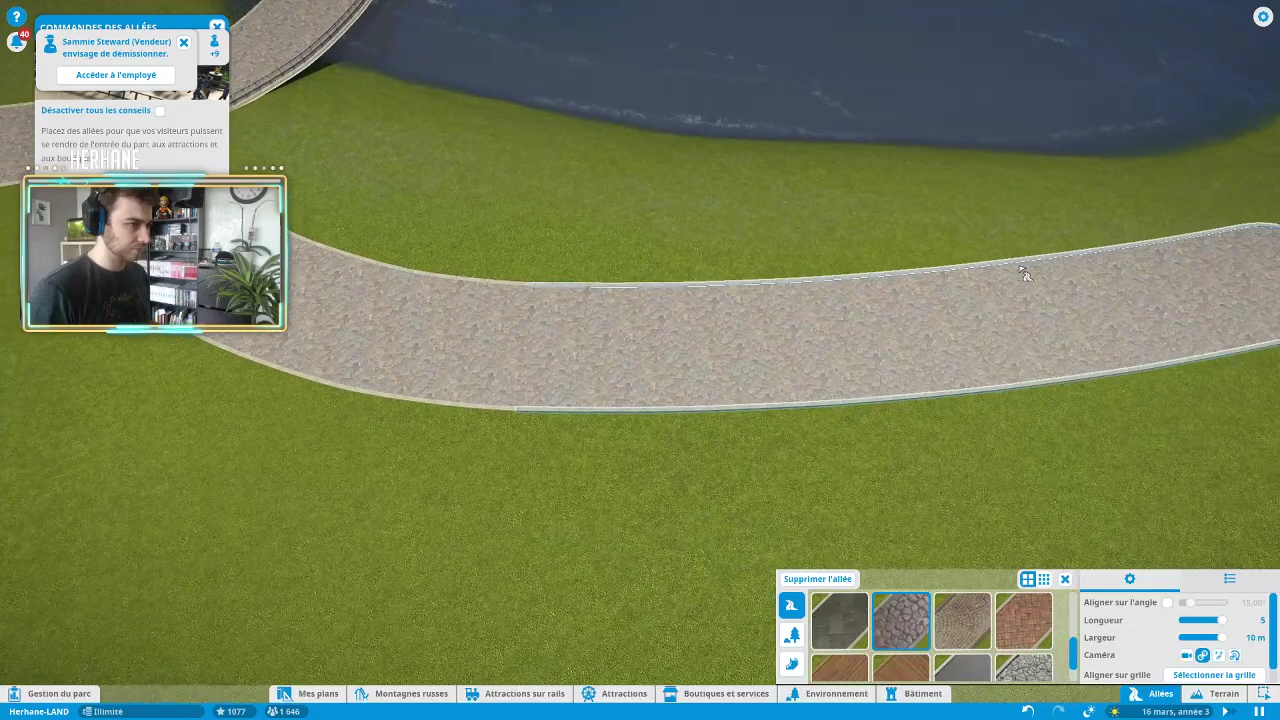 ?
COMMANDES DES ALLÉES
40
Sammie Steward (Vendeur)
envisage de démissionner.
+9
Accéder à l'employé
Désactiver tous les conseils
Placez des allées pour que vos visiteurs puissent
se rendre de l'entrée du parc aux attractions et
HERHANE
Supprimer l'allée
Aligner sur l'angle
15,00°
Longueur
5
Largeur
10 m
Caméra
Aligner sur grille
Sélectionner la grille
Gestion du parc
Mes plans
Montagnes russes
Attractions sur rails
Attractions
Boutiques et services
Environnement
Bâtiment
Allées
Terrain
Herhane-LAND
Illimité
1077
1 646
16 mars, année 3